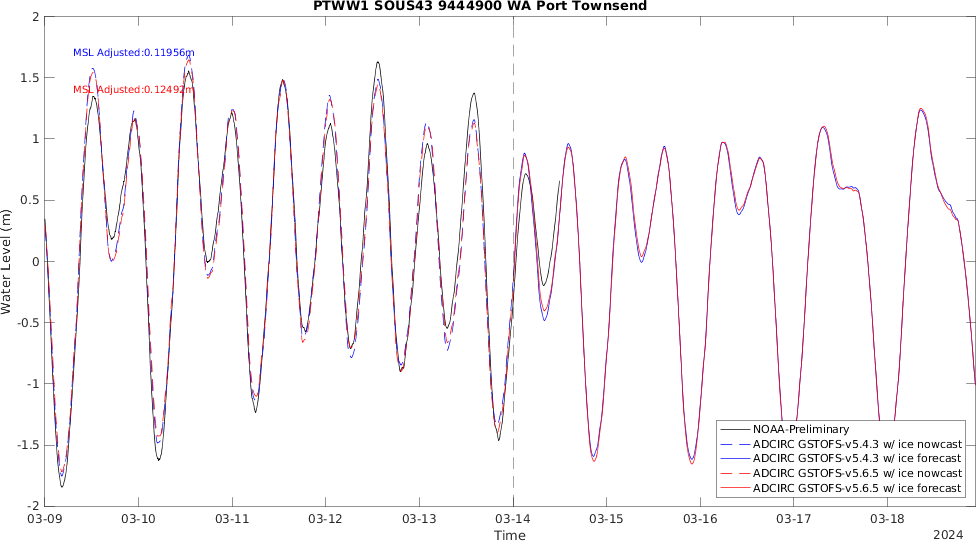 PTWW1 SOUS43 9444900 WA Port Townsend
2
1.5
1
0.5
0
-0.5
-1
-1.5
-2
Water Level (m)
MSL Adjusted:0.11956m
MSL Adjusted:0.12492m
NOAA-Preliminary
ADCIRC GSTOFS-v5.4.3 w/ ice nowcast
ADCIRC GSTOFS-v5.4.3 w/ ice forecast
ADCIRC GSTOFS-v5.6.5 w/ ice nowcast
ADCIRC GSTOFS-v5.6.5 w/ ice forecast
03-09 03-10 03-11 03-12 03-13 03-14 03-15 03-16 03-17 03-18
Time
2024